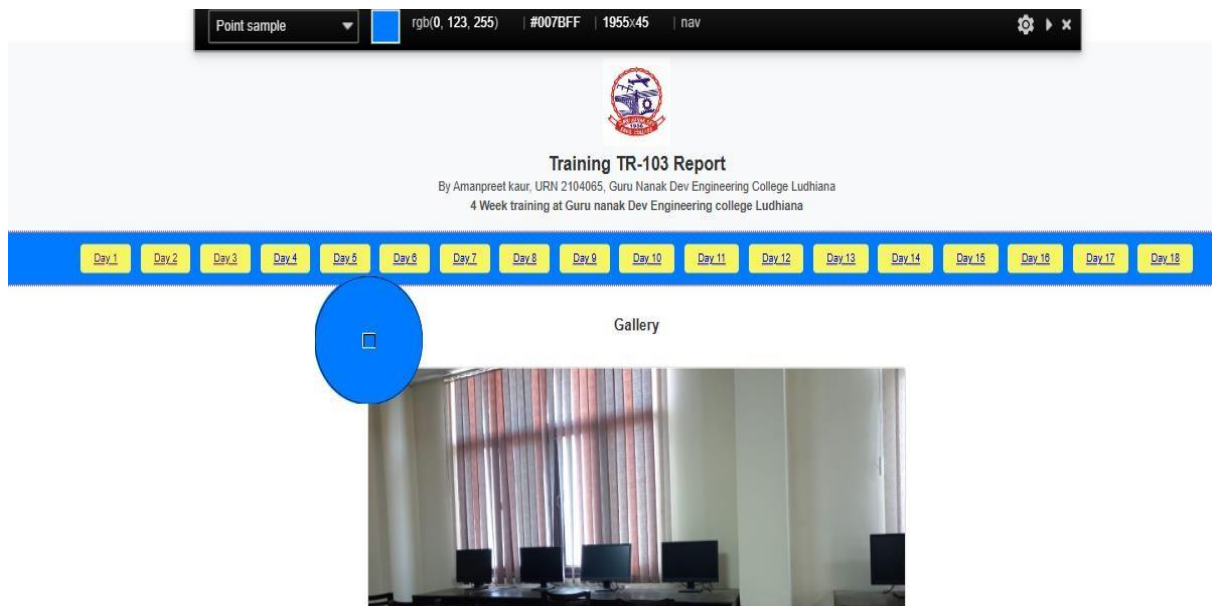 Point sample rgb(0, 123, 255) | #007BFF | 1955x45 | nav
Training TR-103 Report
By Amanpreet kaur, URN 2104065, Guru Nanak Dev Engineering College Ludhiana
4 Week training at Guru nanak Dev Engineering college Ludhiana
Day 1 Day 2 Day 3 Day 4 Day 5 Day 6 Day 7 Day 8 Day 9 Day 10 Day 11 Day 12 Day 13 Day 14 Day 15 Day 16 Day 17 Day 18
Gallery